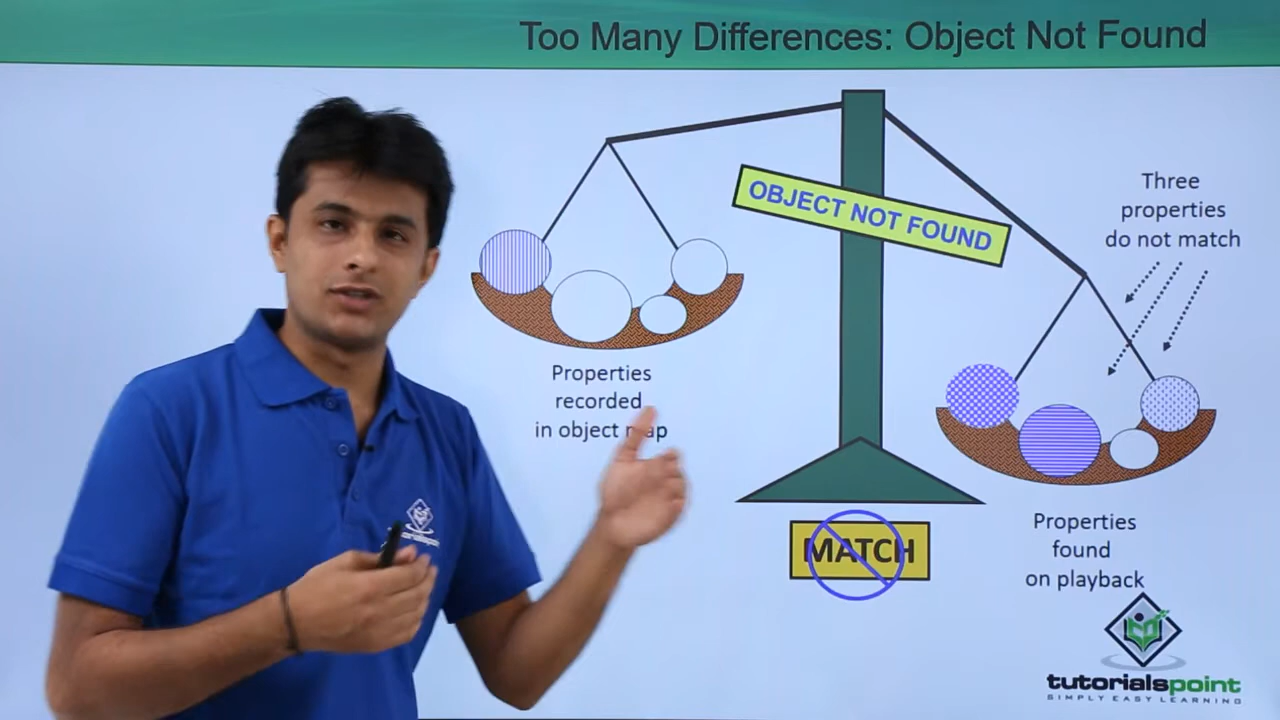 Too Many Differences: Object Not Found
OBJECT NOT FOUND
Three
properties
do not match
Properties
recorded
in object map
MATCH
Properties
found
on playback
tutorialspoint
SIMPLY EASY LEARNING